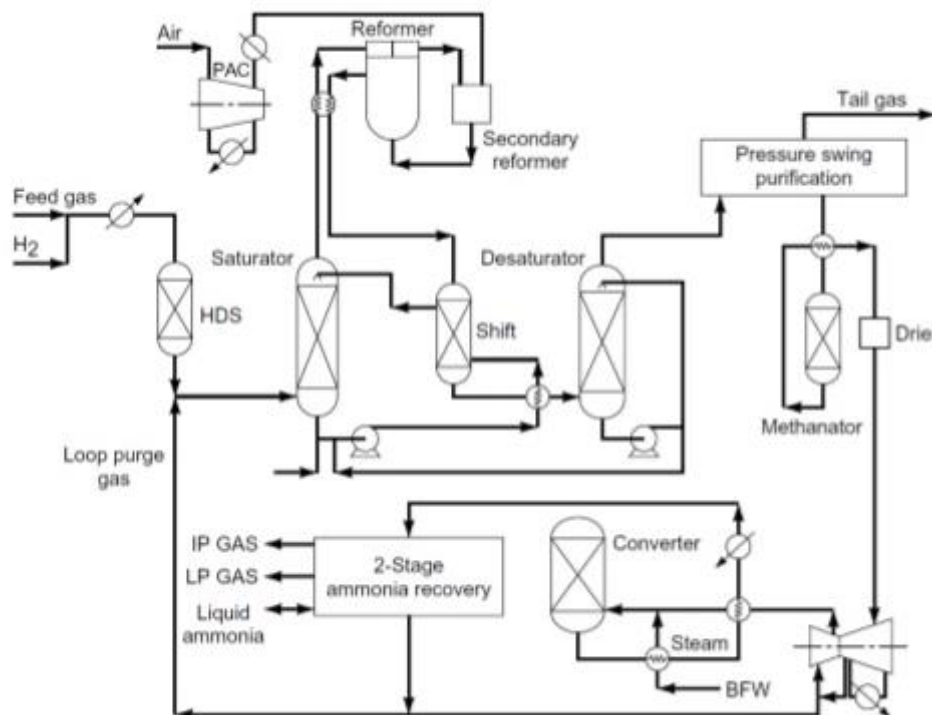 Air
PAC
Reformer
Secondary
reformer
Tail gas
Pressure swing
purification
Feed gas
H2
HDS
Saturator
Shift
Desaturator
Drie
Methanator
Loop purge
gas
IP GAS
LP GAS
Liquid
ammonia
2-Stage
ammonia recovery
Converter
Steam
BFW